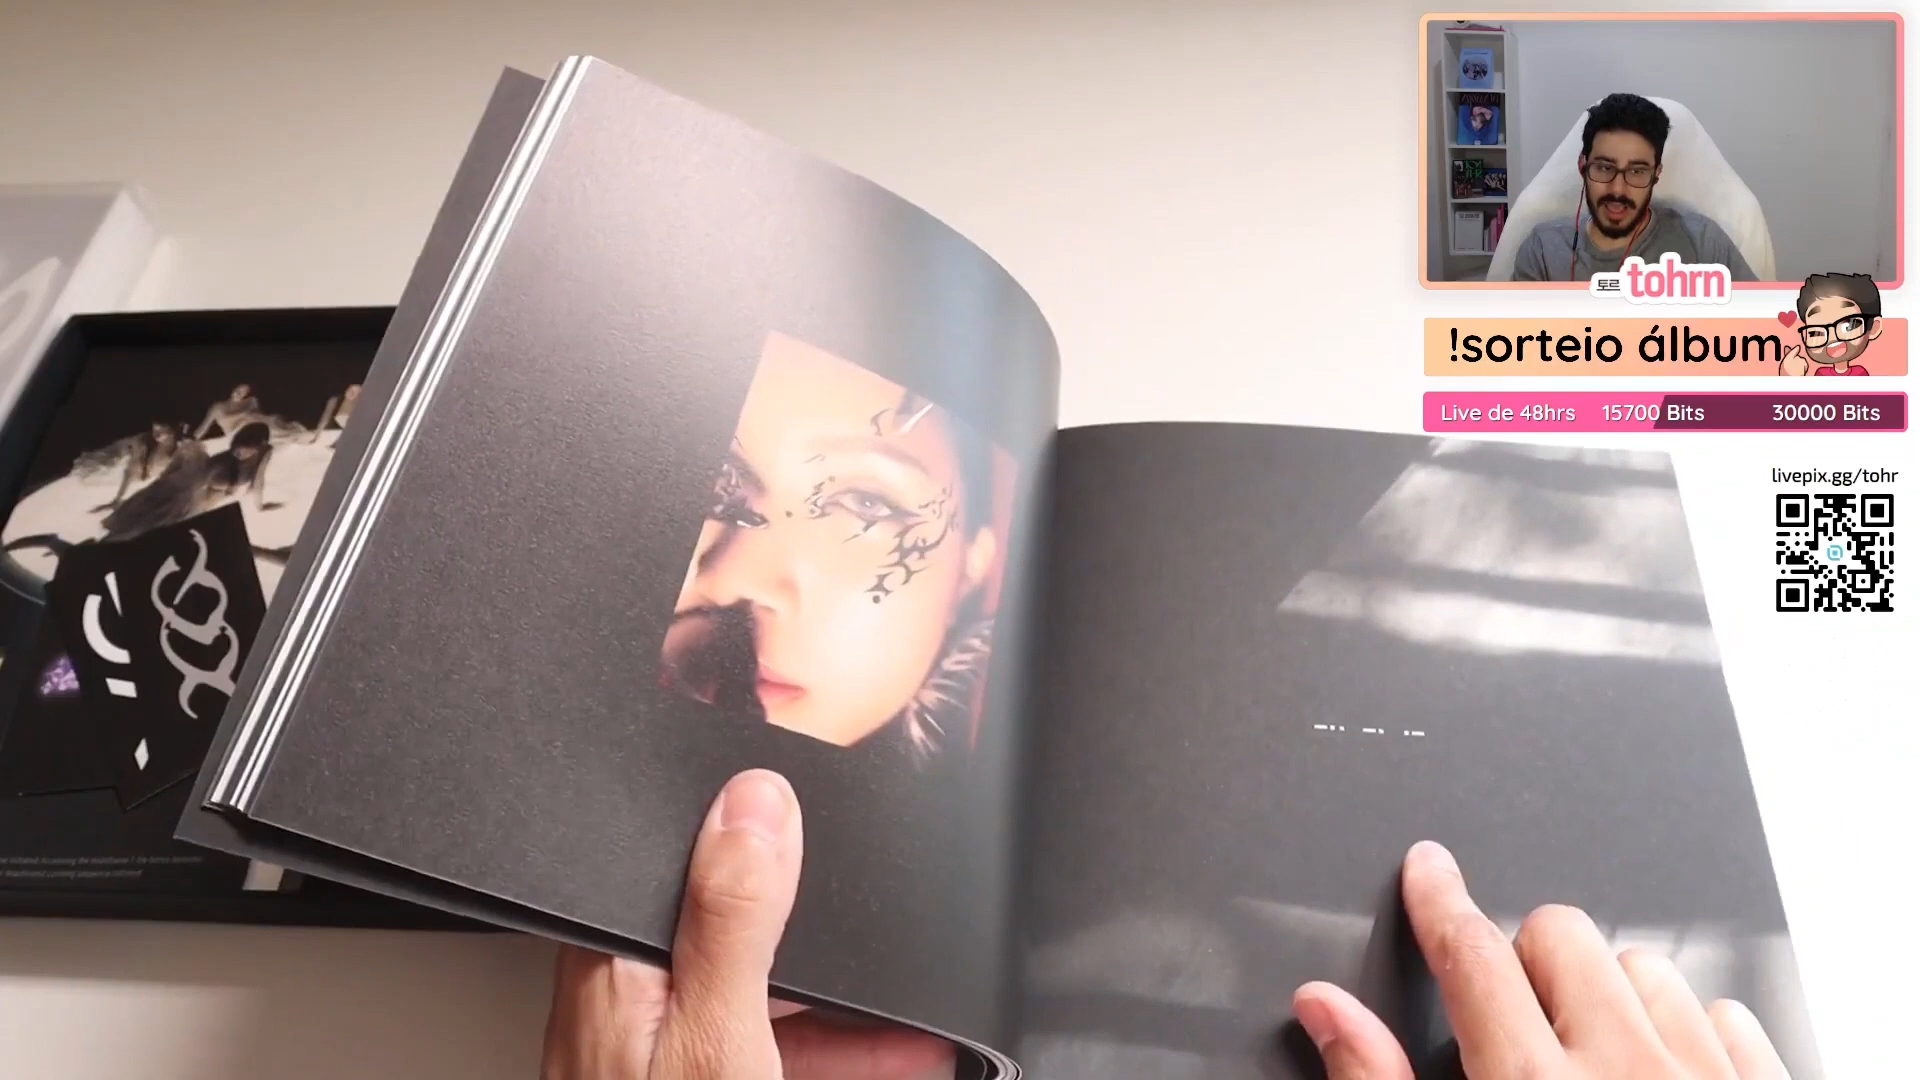 토르 tohrn
!sorteio álbum
Live de 48hrs 15700 Bits 30000 Bits
livepix.gg/tohr